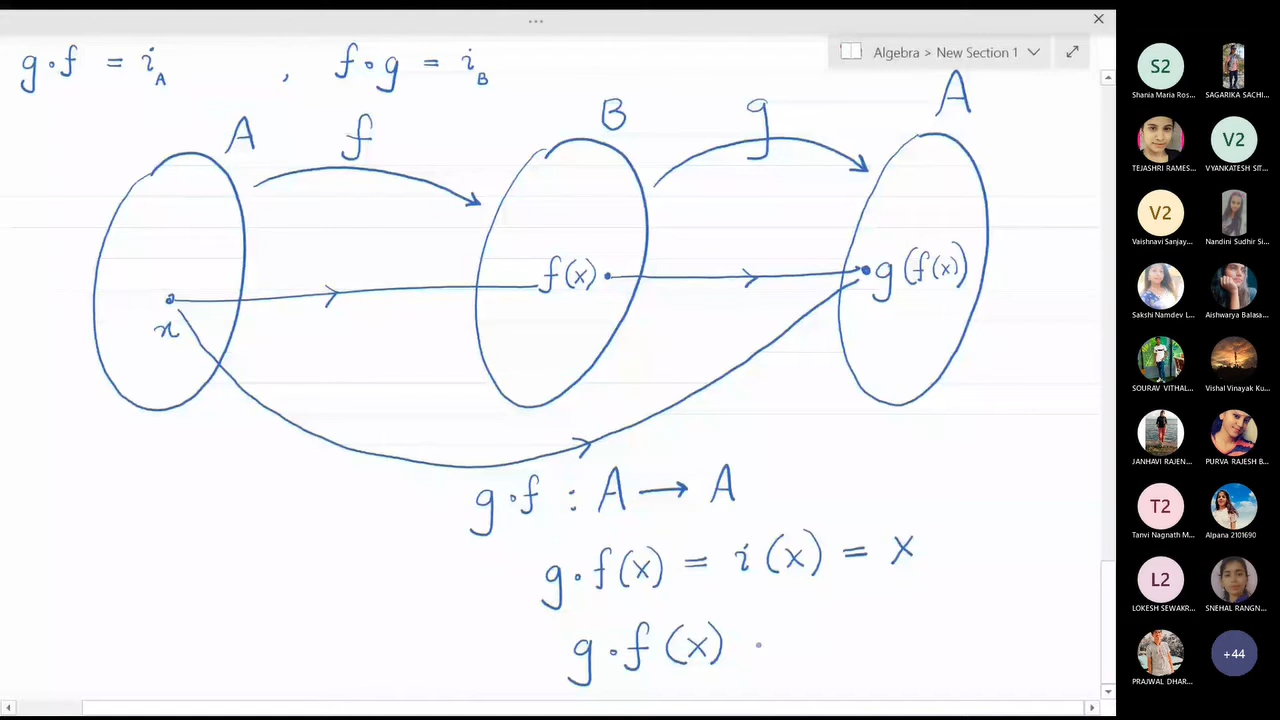 Algebra > New Section 1
g∘f = i_A , f∘g = i_B
A f B g A
x f(x) g(f(x))
g∘f : A → A
g∘f(x) = i(x) = x
g∘f(x)
S2
Shania Maria Ros...
SAGARIKA SACHI...
TEJASHRI RAMES...
V2
VYANKATESH SIT...
V2
Vaishnavi Sanjay...
Nandini Sudhir Si...
Sakshi Namdev L...
Aishwarya Balasa...
SOURAV VITHAL...
Vishal Vinayak Ku...
JANHAVI RAJEN...
PURVA RAJESH B...
T2
Tanvi Nagnath M...
Alpana 2101690
L2
LOKESH SEWAKR...
SNEHAL RANGN...
PRAJWAL DHAR...
+44